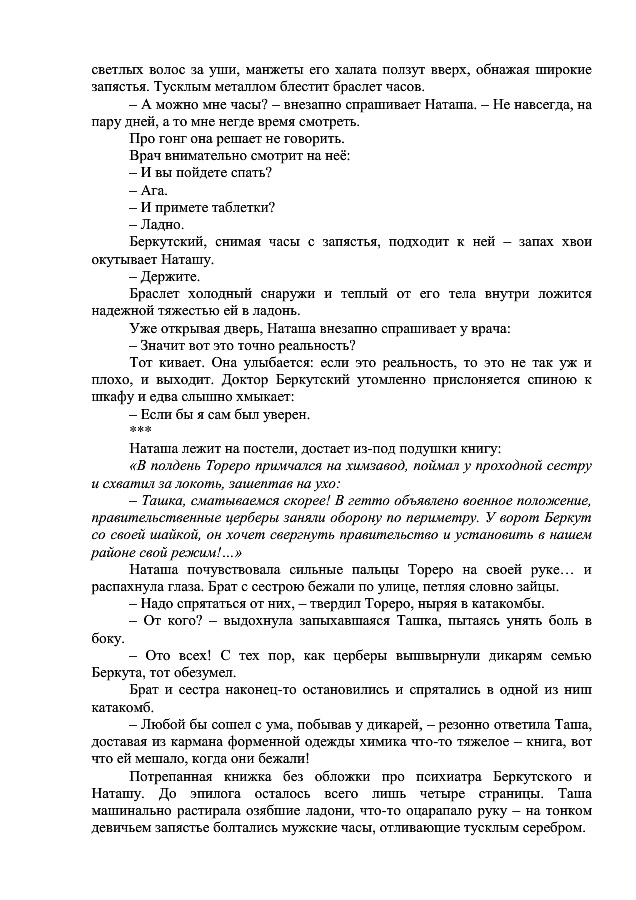 светлых волос за уши, манжеты его халата ползут вверх, обнажая широкие
запястья. Тусклым металлом блестит браслет часов.
– А можно мне часы? – внезапно спрашивает Наташа. – Не навсегда, на
пару дней, а то мне негде время смотреть.
Про гонг она решает не говорить.
Врач внимательно смотрит на неё:
– И вы пойдете спать?
– Ага.
– И примете таблетки?
– Ладно.
Беркутский, снимая часы с запястья, подходит к ней – запах хвои
окутывает Наташу.
– Держите.
Браслет холодный снаружи и теплый от его тела внутри ложится
надежной тяжестью ей в ладонь.
Уже открывая дверь, Наташа внезапно спрашивает у врача:
– Значит вот это точно реальность?
Тот кивает. Она улыбается: если это реальность, то это не так уж и
плохо, и выходит. Доктор Беркутский утомленно прислоняется спиною к
шкафу и едва слышно хмыкает:
– Если бы я сам был уверен.
***
Наташа лежит на постели, достает из-под подушки книгу:
«В полдень Тореро примчался на химзавод, поймал у проходной сестру
и схватил за локоть, зашептав на ухо:
– Ташка, сматываемся скорее! В гетто объявлено военное положение,
правительственные церберы заняли оборону по периметру. У ворот Беркут
со своей шайкой, он хочет свергнуть правительство и установить в нашем
районе свой режим!…»
Наташа почувствовала сильные пальцы Тореро на своей руке… и
распахнула глаза. Брат с сестрою бежали по улице, петляя словно зайцы.
– Надо спрятаться от них, – твердил Тореро, ныряя в катакомбы.
– От кого? – выдохнула запыхавшаяся Ташка, пытаясь унять боль в
боку.
– Ото всех! С тех пор, как церберы вышвырнули дикарям семью
Беркута, тот обезумел.
Брат и сестра наконец-то остановились и спрятались в одной из ниш
катакомб.
– Любой бы сошел с ума, побывав у дикарей, – резонно ответила Таша,
доставая из кармана форменной одежды химика что-то тяжелое – книга, вот
что ей мешало, когда они бежали!
Потрепанная книжка без обложки про психиатра Беркутского и
Наташу. До эпилога осталось всего лишь четыре страницы. Таша
машинально растирала озябшие ладони, что-то оцарапало руку – на тонком
девичьем запястье болтались мужские часы, отливающие тусклым серебром.